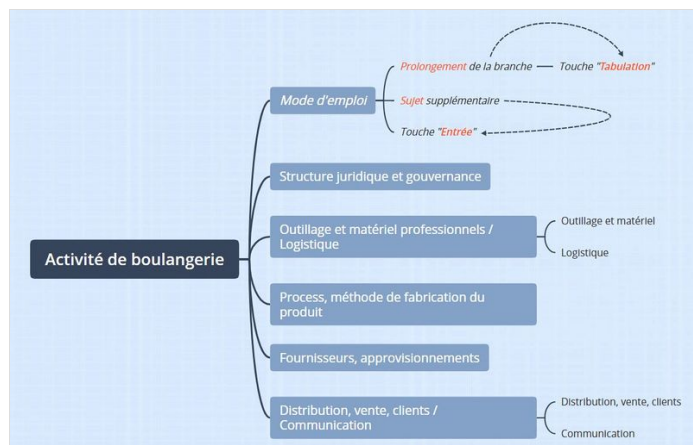 Activité de boulangerie
Mode d'emploi
Prolongement de la branche
Touche "Tabulation"
Sujet supplémentaire
Touche "Entrée"
Structure juridique et gouvernance
Outillage et matériel professionnels /
Logistique
Outillage et matériel
Logistique
Process, méthode de fabrication du
produit
Fournisseurs, approvisionnements
Distribution, vente, clients /
Communication
Distribution, vente, clients
Communication